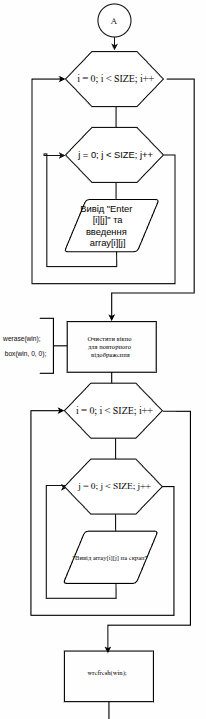 A
i = 0; i < SIZE; i++
j = 0; j < SIZE; j++
Вивід "Enter
[i][j]" та
введення
array[i][j]
Очистити вікно
для повторного
відображення
werase(win);
box(win, 0, 0);
i = 0; i < SIZE; i++
j = 0; j < SIZE; j++
"Вивід array[i][j] на екран"
wrefresh(win);